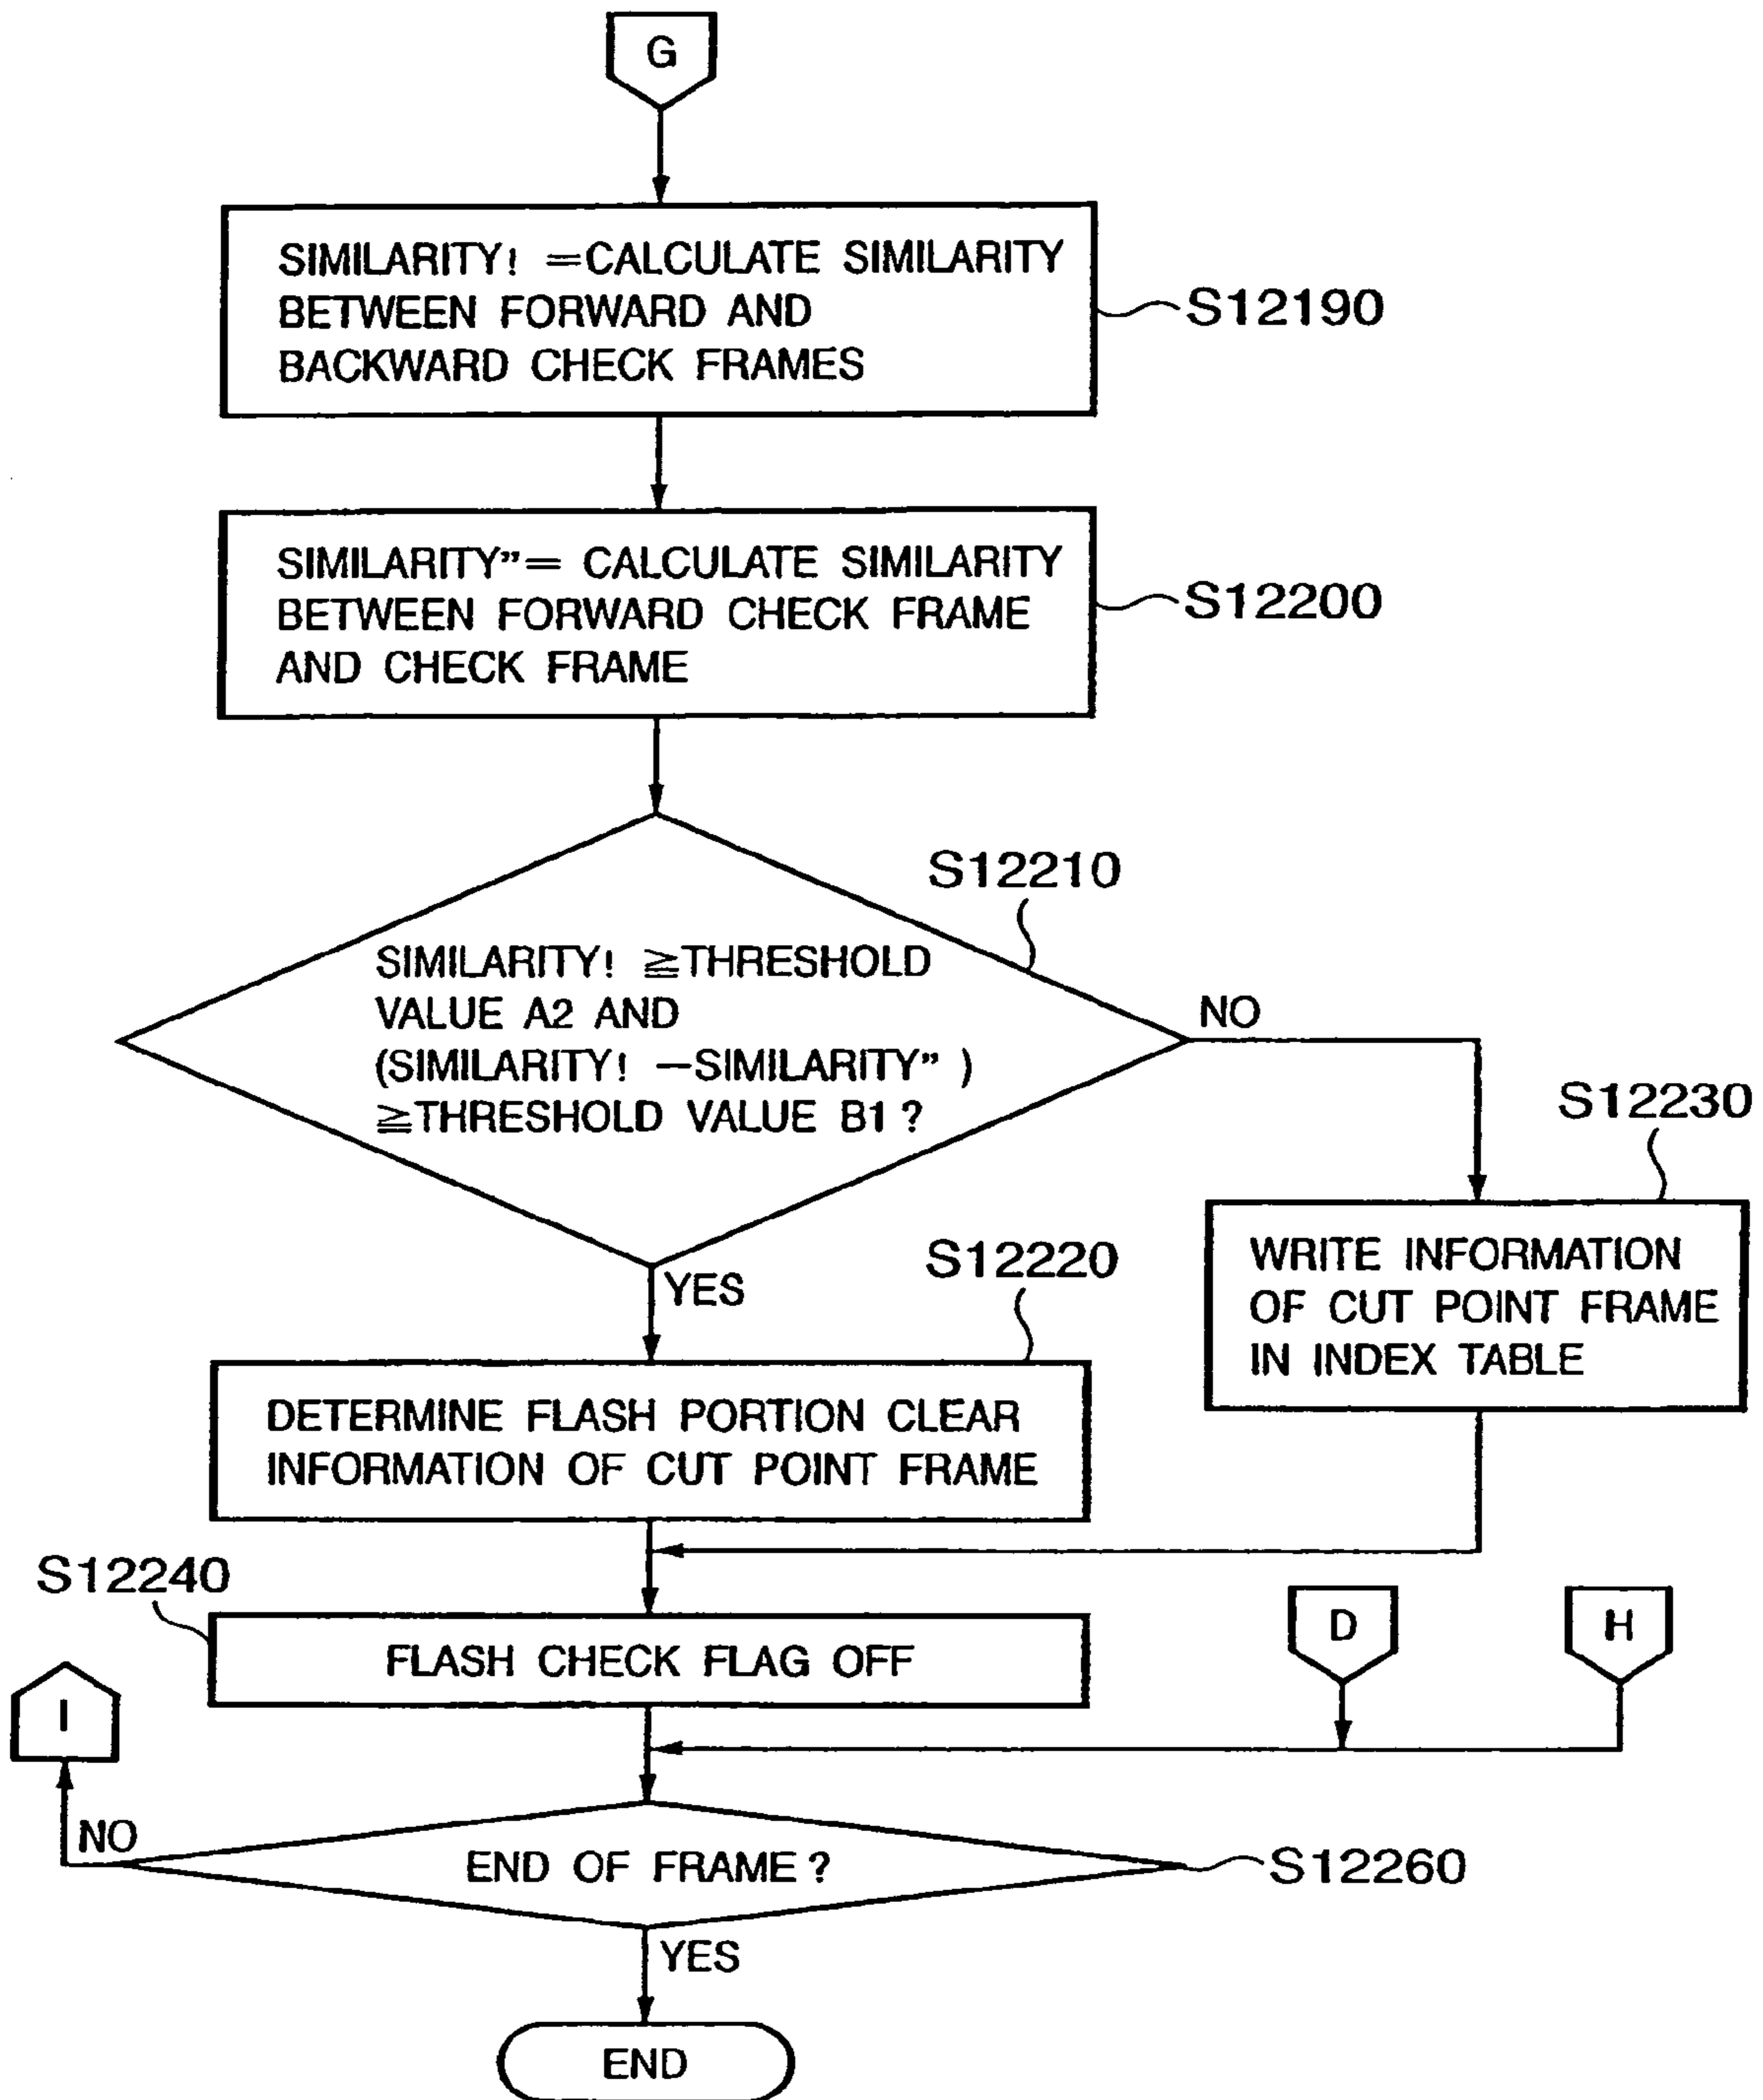 G
SIMILARITY! =CALCULATE SIMILARITY
BETWEEN FORWARD AND
BACKWARD CHECK FRAMES
S12190
SIMILARITY”= CALCULATE SIMILARITY
BETWEEN FORWARD CHECK FRAME
AND CHECK FRAME
S12200
S12210
SIMILARITY! ≧THRESHOLD
VALUE A2 AND
(SIMILARITY! −SIMILARITY” )
≧THRESHOLD VALUE B1 ?
NO
S12230
WRITE INFORMATION
OF CUT POINT FRAME
IN INDEX TABLE
YES
S12220
DETERMINE FLASH PORTION CLEAR
INFORMATION OF CUT POINT FRAME
S12240
FLASH CHECK FLAG OFF
D
H
I
NO
END OF FRAME ?
S12260
YES
END